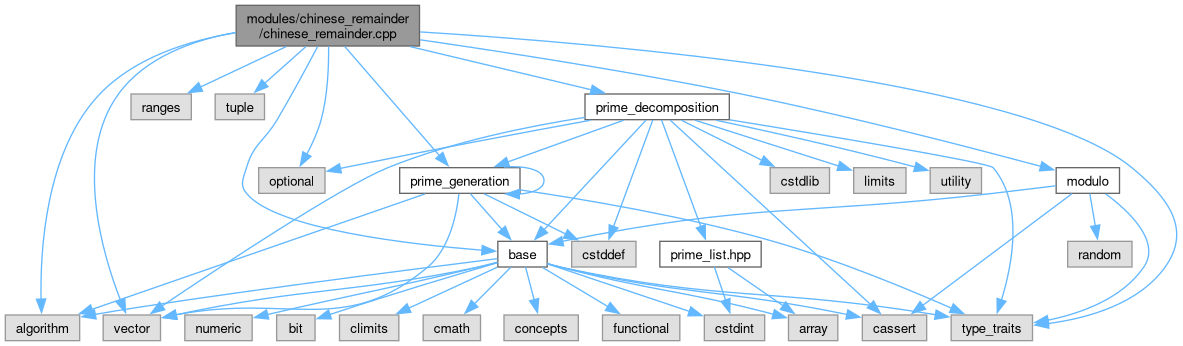 modules/chinese_remainder
/chinese_remainder.cpp
ranges
tuple
prime_decomposition
optional
prime_generation
cstdlib
limits
utility
modulo
base
cstddef
prime_list.hpp
random
algorithm
vector
numeric
bit
climits
cmath
concepts
functional
cstdint
array
cassert
type_traits